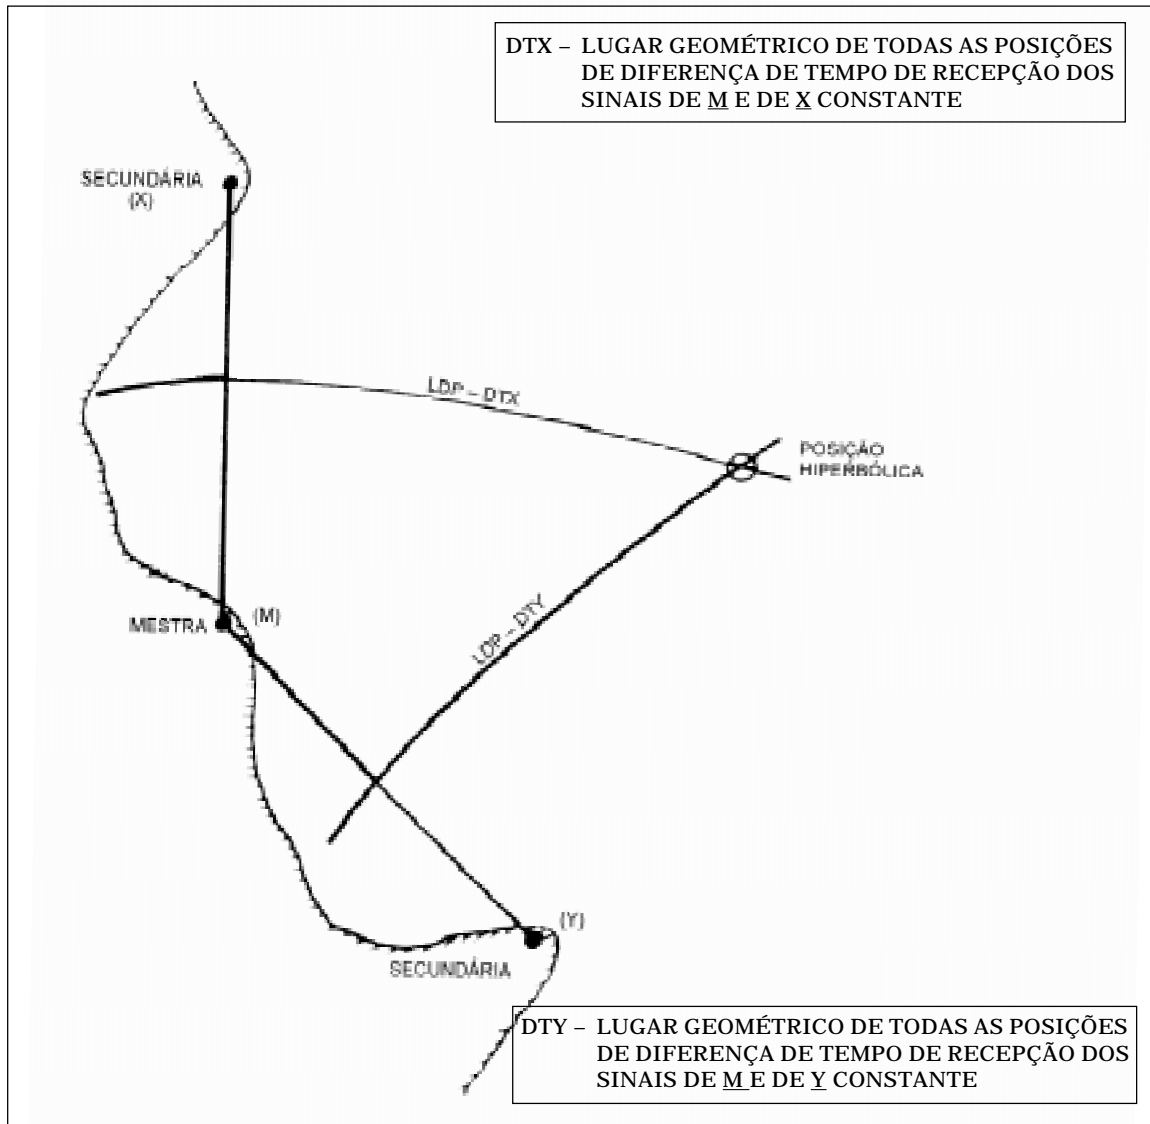 DTX – LUGAR GEOMÉTRICO DE TODAS AS POSIÇÕES
DE DIFERENÇA DE TEMPO DE RECEPÇÃO DOS
SINAIS DE M E DE X CONSTANTE
SECUNDÁRIA
(X)
LDP – DTX
POSIÇÃO
HIPERBÓLICA
LDP – DTY
MESTRA
(M)
(Y)
SECUNDÁRIA
DTY – LUGAR GEOMÉTRICO DE TODAS AS POSIÇÕES
DE DIFERENÇA DE TEMPO DE RECEPÇÃO DOS
SINAIS DE M E DE Y CONSTANTE